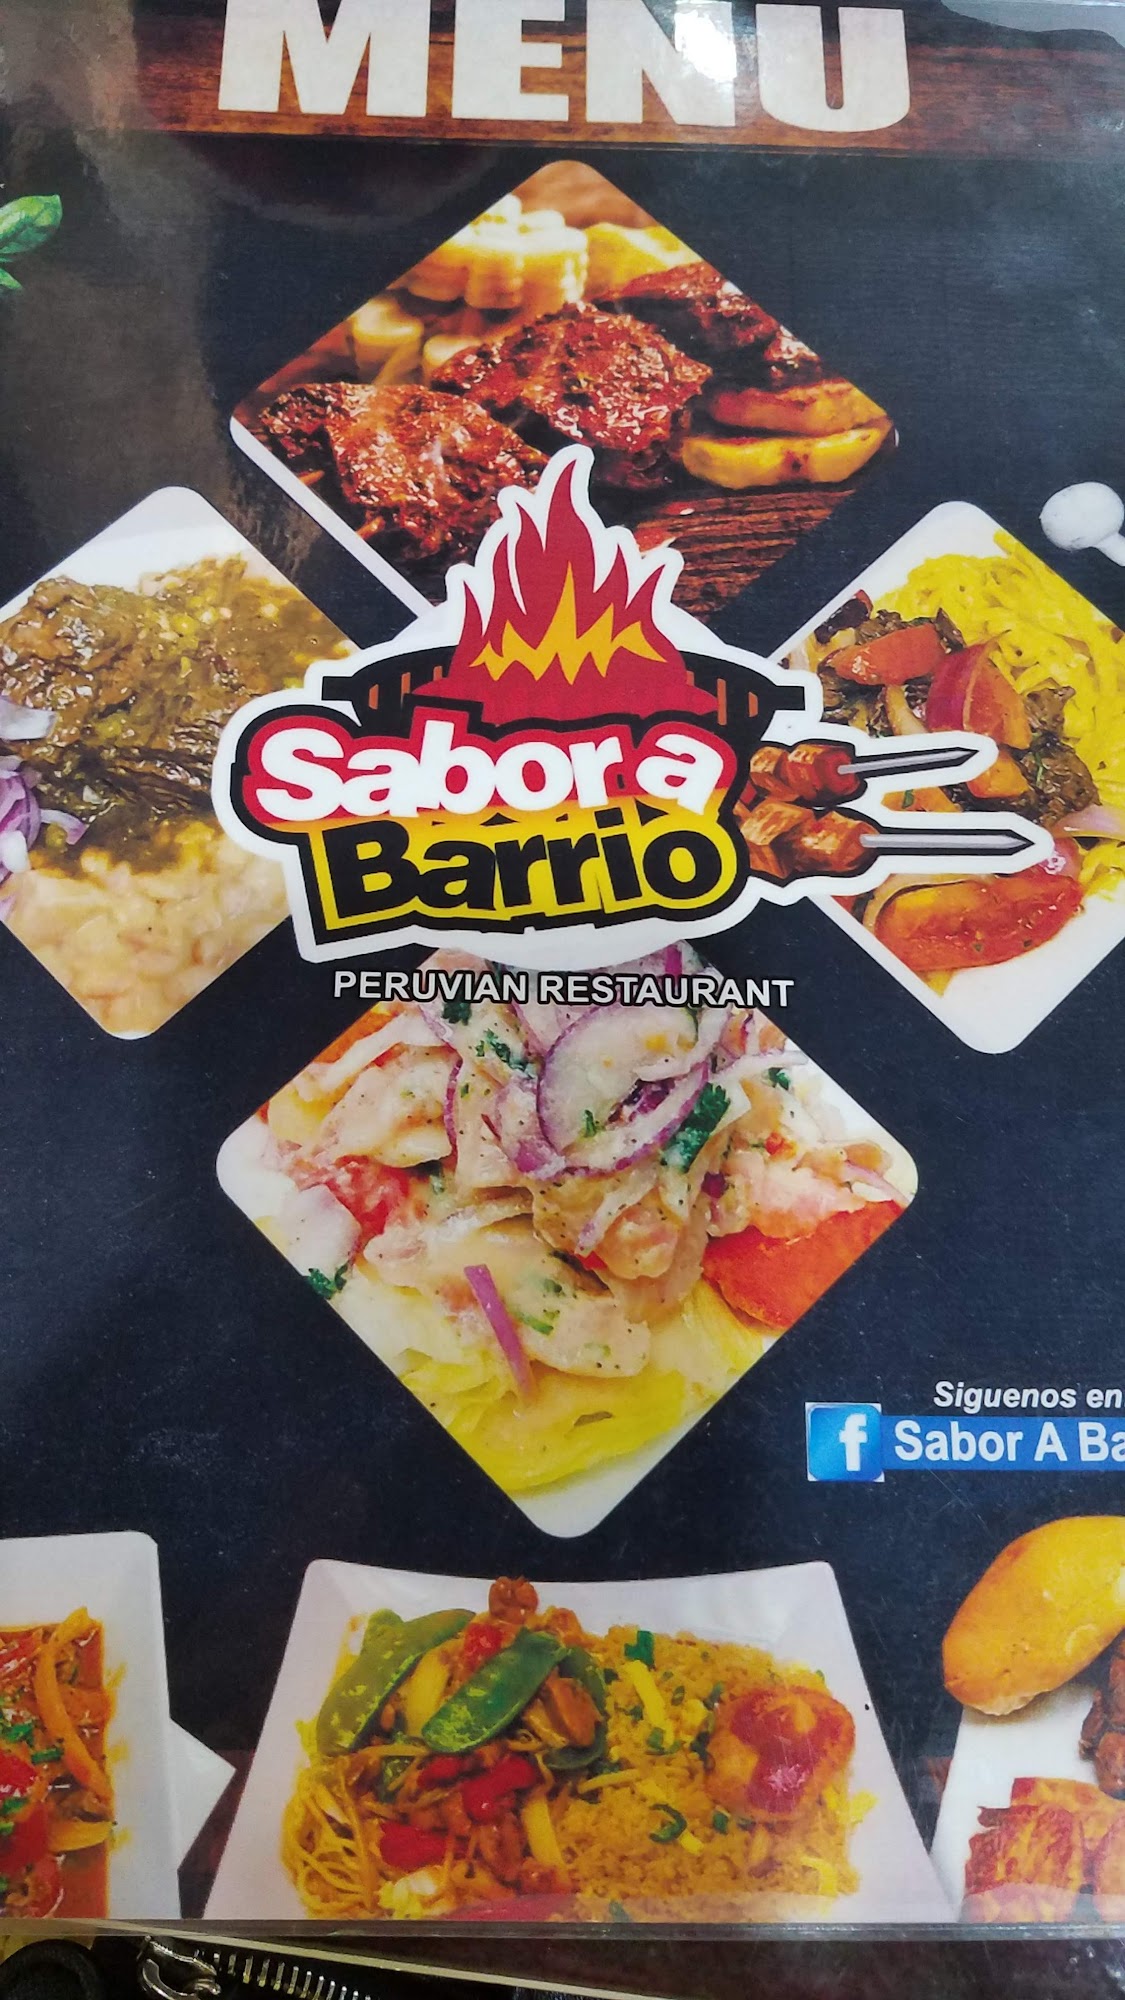 MENU
Sabor a
Barrio
PERUVIAN RESTAURANT
Siguenos en
f Sabor A Ba